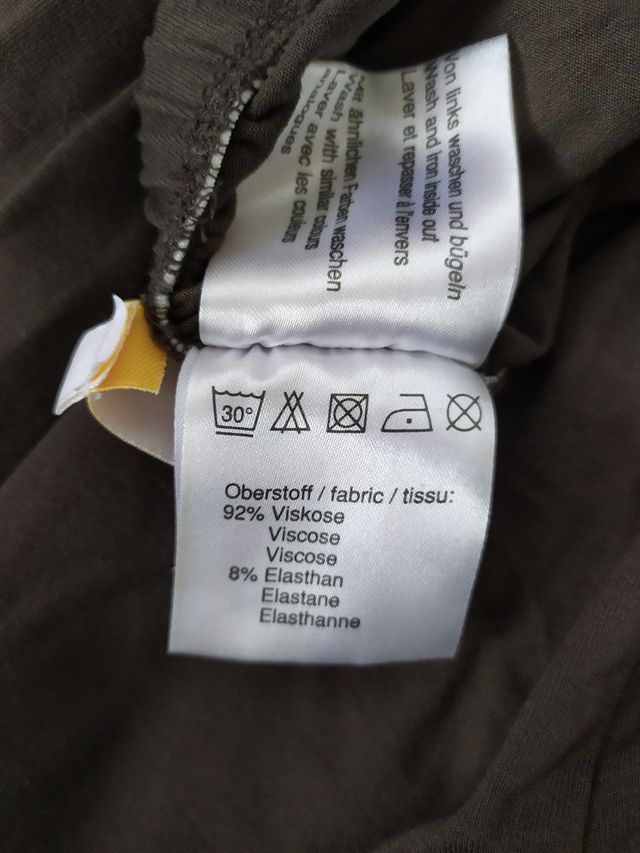 Von links waschen und bügeln
Wash and iron inside out
Laver et repasser à l'envers
Mit ähnlichen Farben waschen
Wash with similar colours
Laver avec les couleurs
analogues
30°
Oberstoff / fabric / tissu:
92% Viskose
Viscose
Viscose
8% Elasthan
Elastane
Elasthanne